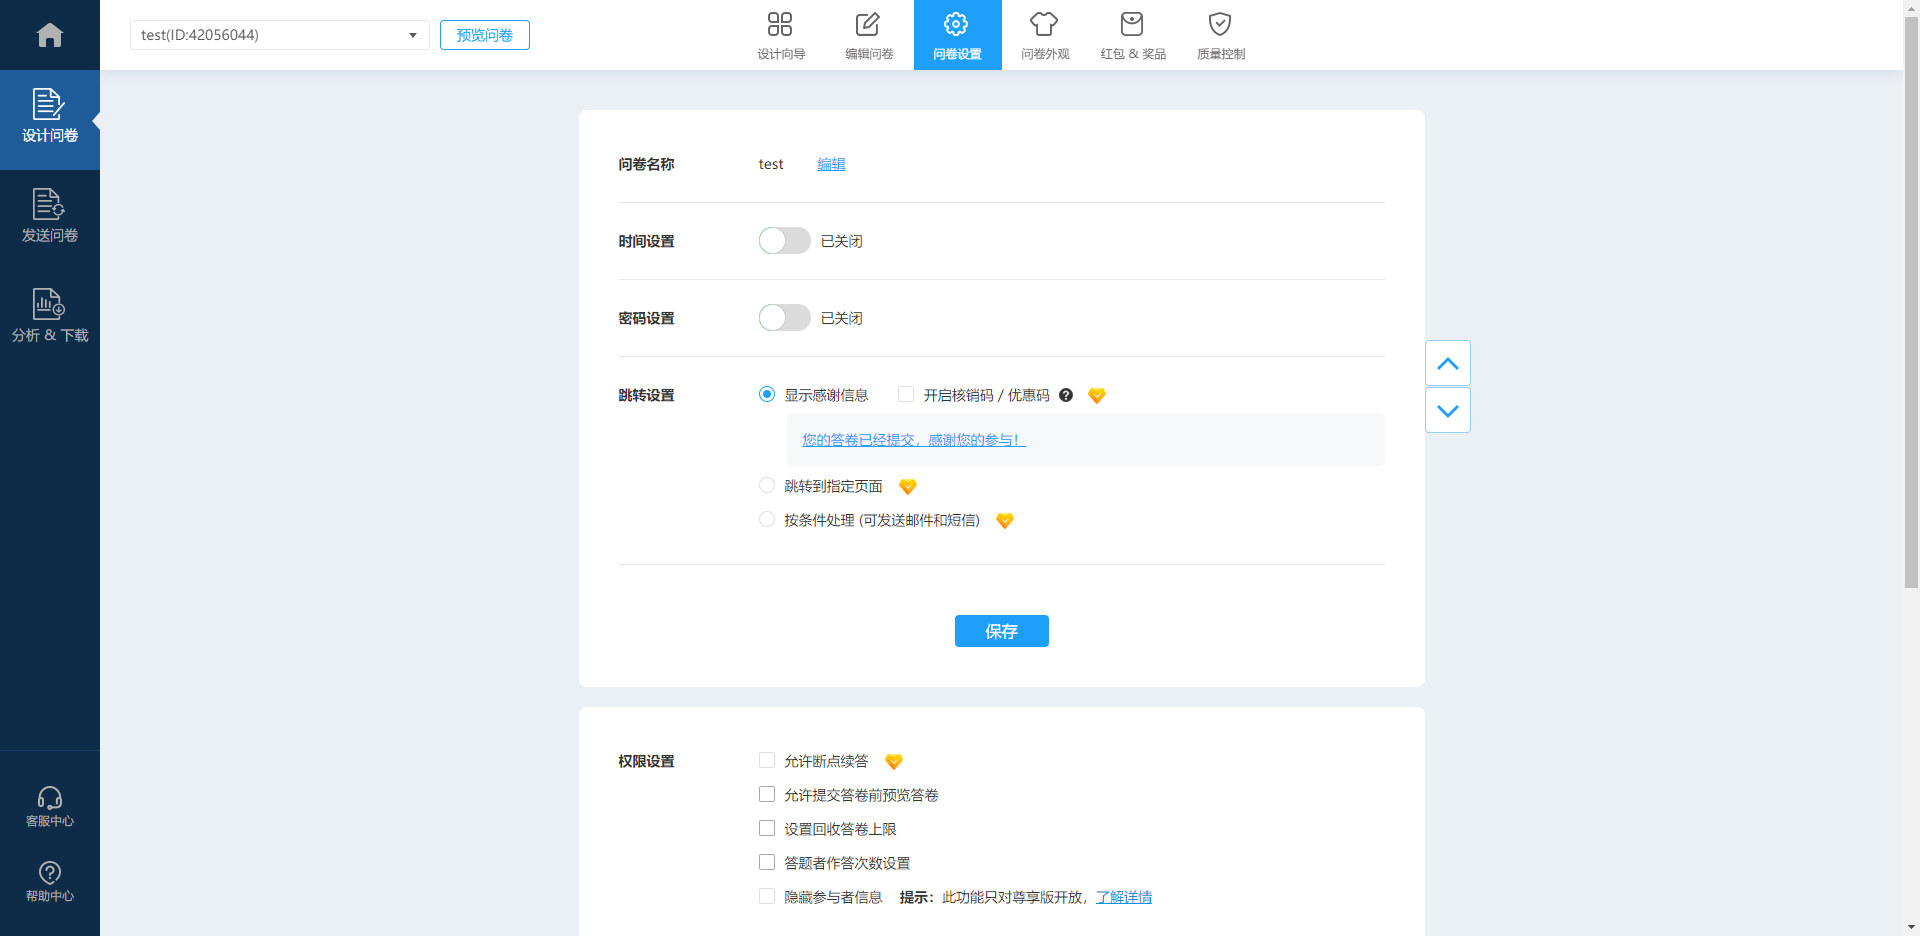 test(ID:42056044)
预览问卷
设计向导
编辑问卷
问卷设置
问卷外观
红包 & 奖品
质量控制
设计问卷
发送问卷
分析 & 下载
客服中心
帮助中心
问卷名称 test 编辑
时间设置 已关闭
密码设置 已关闭
跳转设置 显示感谢信息 开启核销码 / 优惠码 ?
您的答卷已经提交，感谢您的参与！
跳转到指定页面
按条件处理 (可发送邮件和短信)
保存
权限设置 允许断点续答
允许提交答卷前预览答卷
设置回收答卷上限
答题者作答次数设置
隐藏参与者信息 提示：此功能只对尊享版开放，了解详情